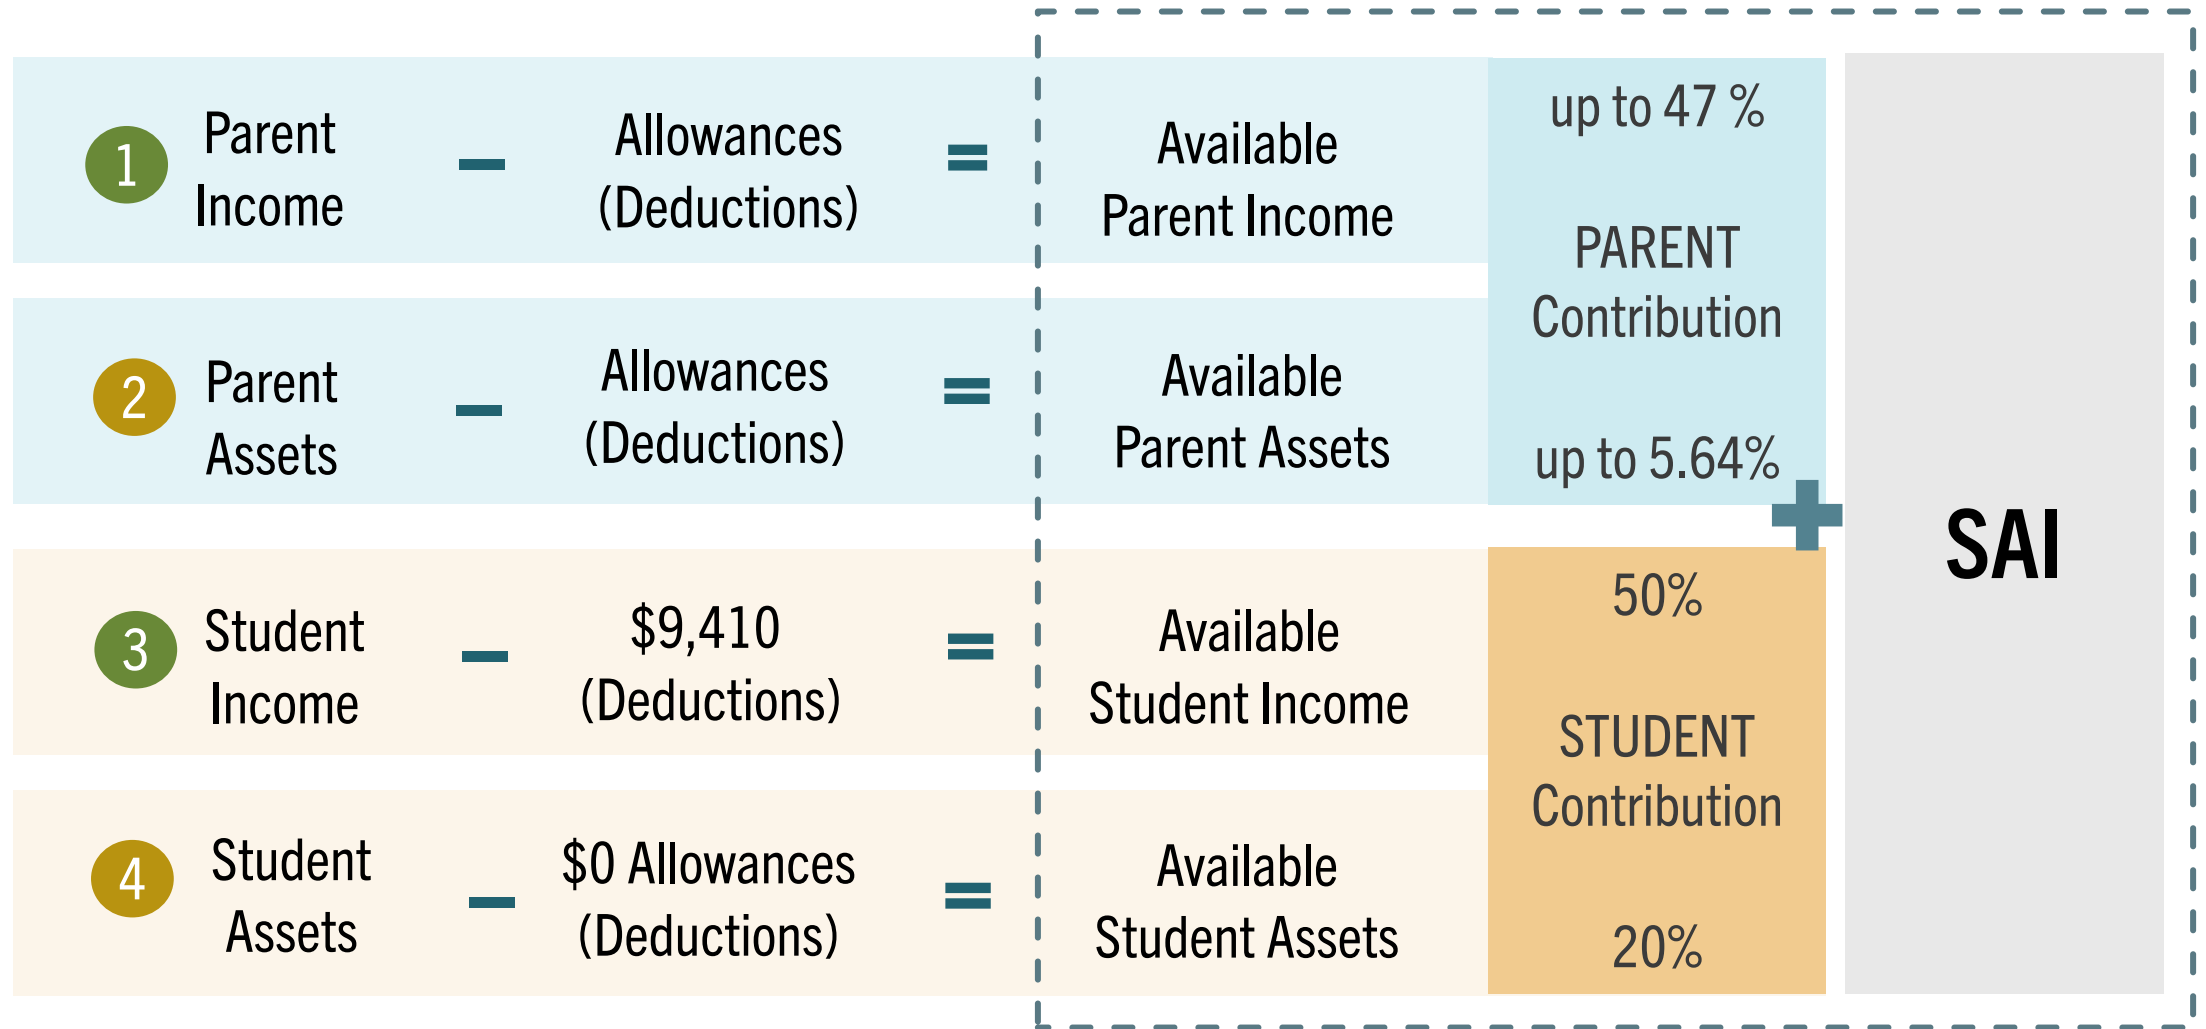 1
Parent
Income
–
Allowances
(Deductions)
=
Available
Parent Income
up to 47 %
PARENT
Contribution
up to 5.64%
2
Parent
Assets
–
Allowances
(Deductions)
=
Available
Parent Assets
+
SAI
3
Student
Income
–
$9,410
(Deductions)
=
Available
Student Income
50%
STUDENT
Contribution
20%
4
Student
Assets
–
$0 Allowances
(Deductions)
=
Available
Student Assets